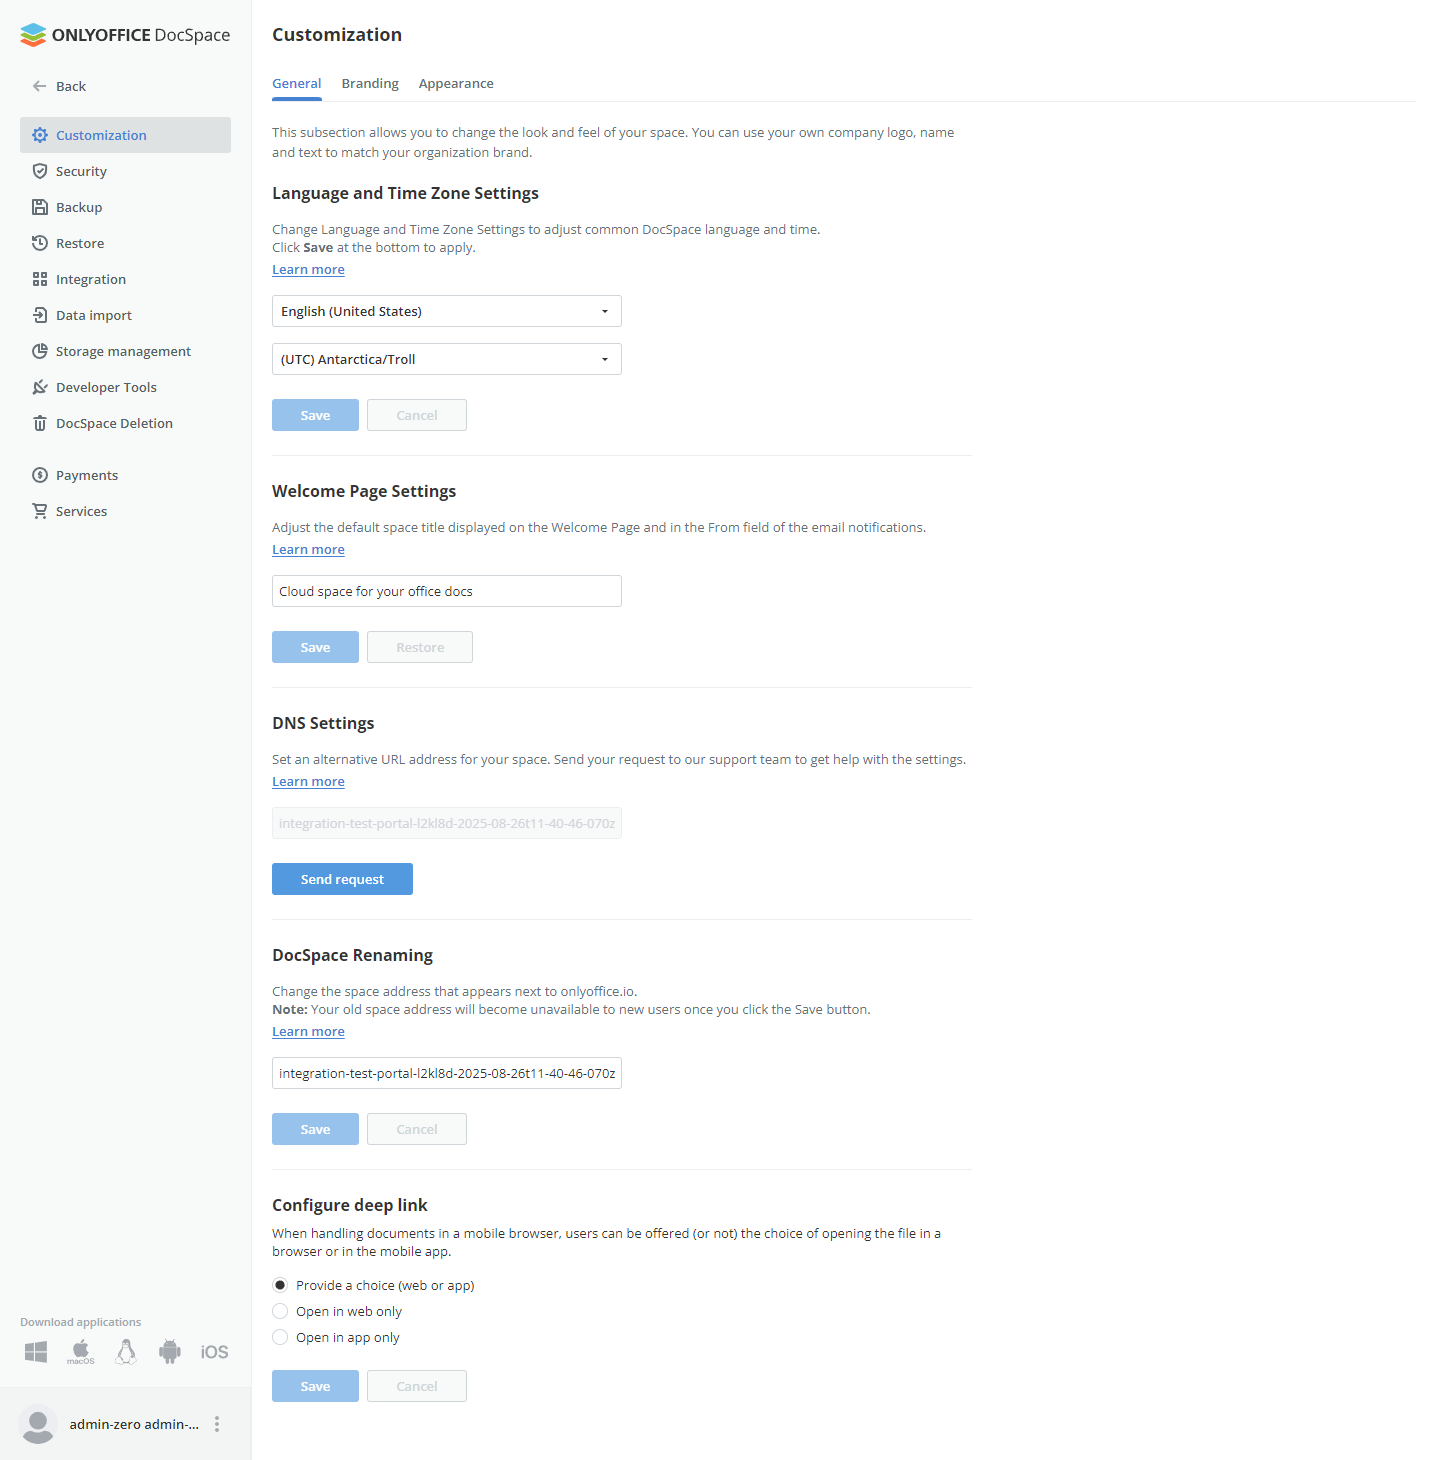 ONLYOFFICE DocSpace
Back
Customization
Security
Backup
Restore
Integration
Data import
Storage management
Developer Tools
DocSpace Deletion
Payments
Services
Download applications
macOS
iOS
admin-zero admin-...
Customization
General Branding Appearance
This subsection allows you to change the look and feel of your space. You can use your own company logo, name
and text to match your organization brand.
Language and Time Zone Settings
Change Language and Time Zone Settings to adjust common DocSpace language and time.
Click Save at the bottom to apply.
Learn more
English (United States)
(UTC) Antarctica/Troll
Save Cancel
Welcome Page Settings
Adjust the default space title displayed on the Welcome Page and in the From field of the email notifications.
Learn more
Cloud space for your office docs
Save Restore
DNS Settings
Set an alternative URL address for your space. Send your request to our support team to get help with the settings.
Learn more
integration-test-portal-l2kl8d-2025-08-26t11-40-46-070z
Send request
DocSpace Renaming
Change the space address that appears next to onlyoffice.io.
Note: Your old space address will become unavailable to new users once you click the Save button.
Learn more
integration-test-portal-l2kl8d-2025-08-26t11-40-46-070z
Save Cancel
Configure deep link
When handling documents in a mobile browser, users can be offered (or not) the choice of opening the file in a
browser or in the mobile app.
Provide a choice (web or app)
Open in web only
Open in app only
Save Cancel